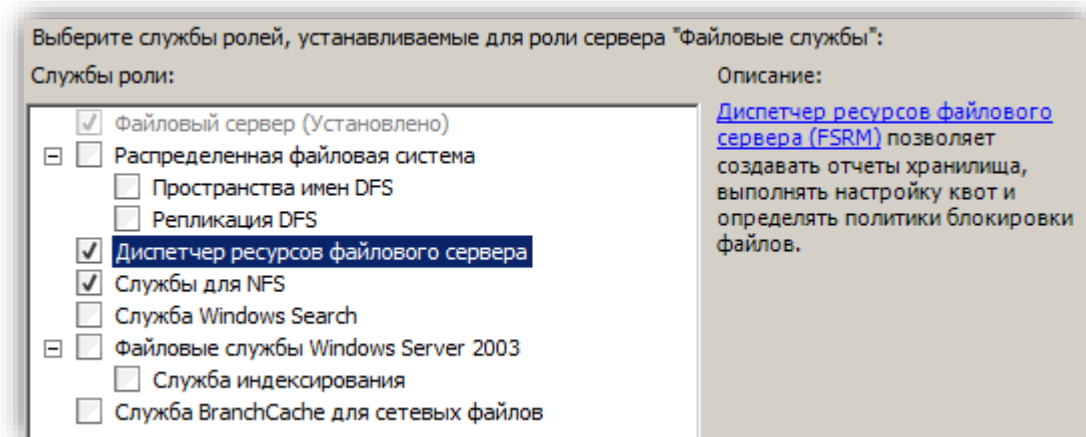 Выберите службы ролей, устанавливаемые для роли сервера "Файловые службы":
Службы роли:
Файловый сервер (Установлено)
Распределенная файловая система
Пространства имен DFS
Репликация DFS
Диспетчер ресурсов файлового сервера
Службы для NFS
Служба Windows Search
Файловые службы Windows Server 2003
Служба индексирования
Служба BranchCache для сетевых файлов
Описание:
Диспетчер ресурсов файлового
сервера (FSRM) позволяет
создавать отчеты хранилища,
выполнять настройку квот и
определять политики блокировки
файлов.